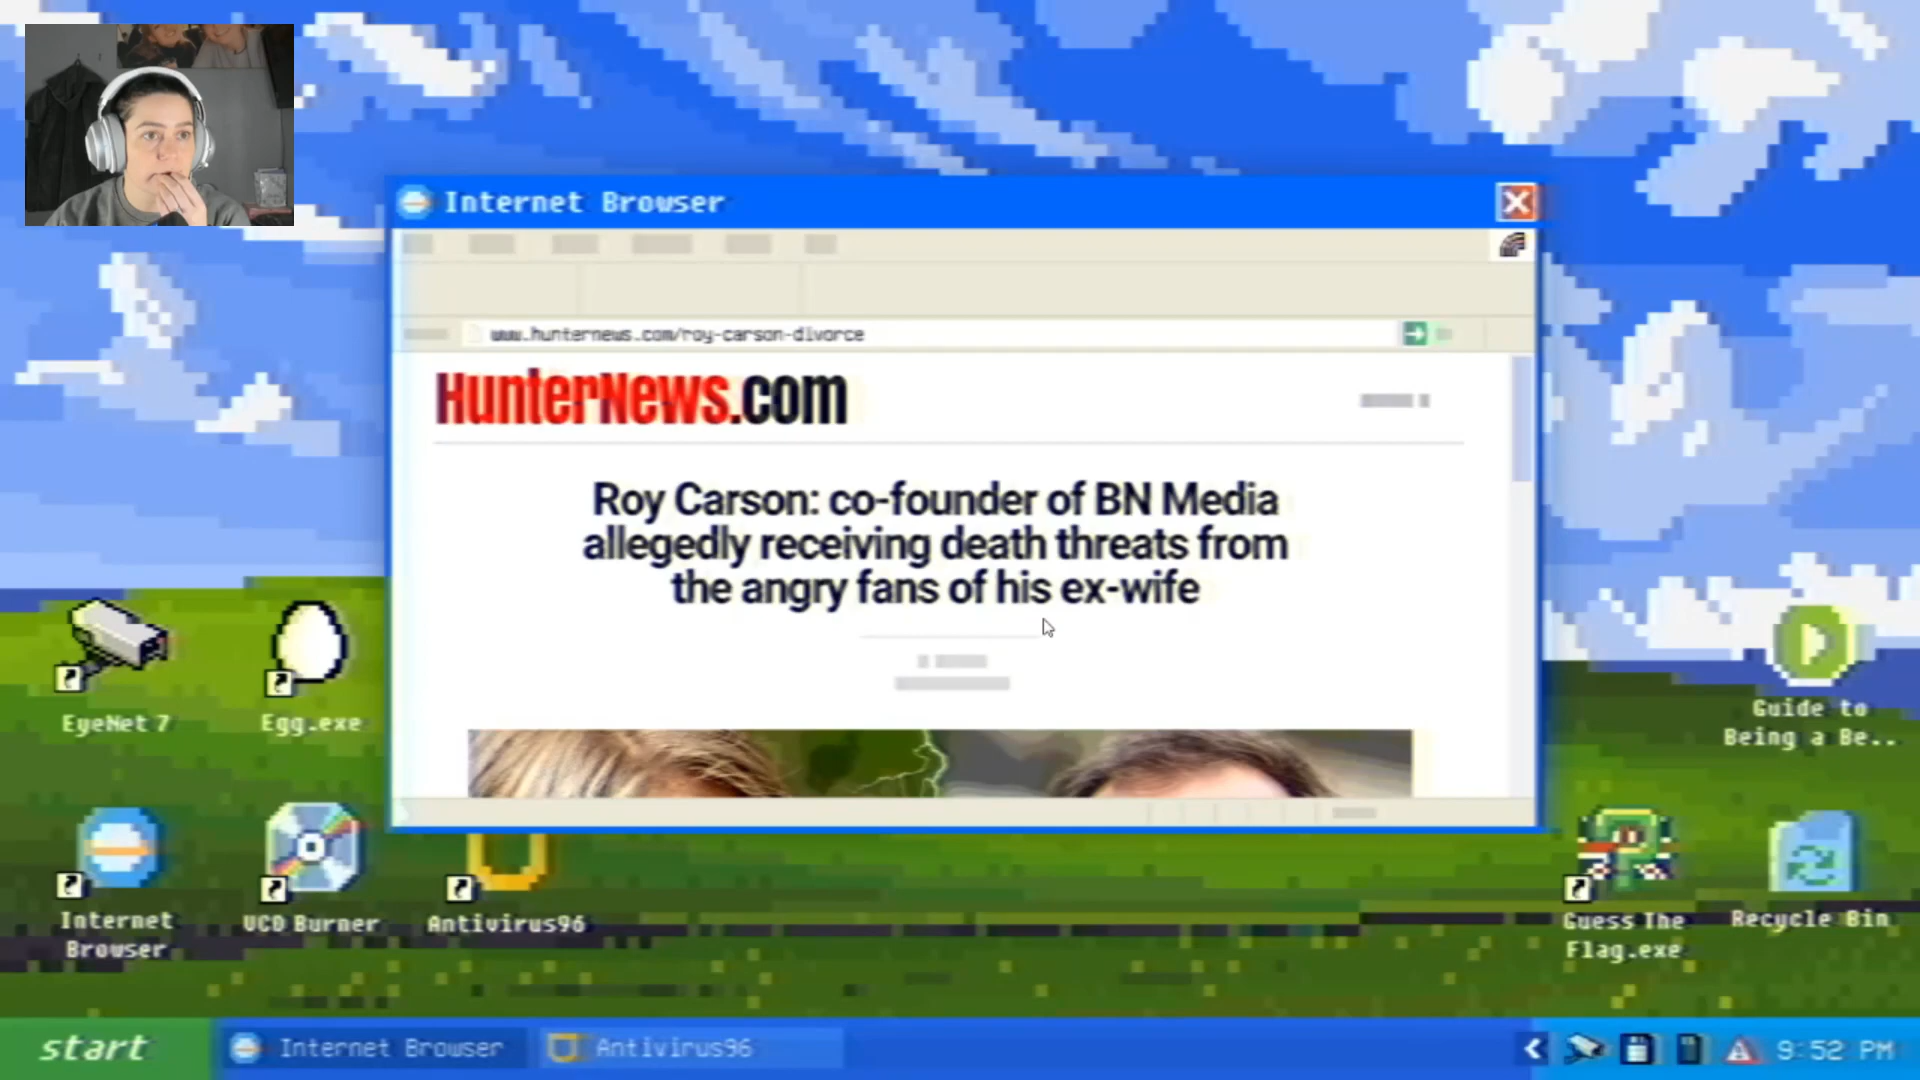 Internet Browser
www.hunternews.com/roy-carson-divorce
HunterNews.com
Roy Carson: co-founder of BN Media
allegedly receiving death threats from
the angry fans of his ex-wife
EyeNet 7
Egg.exe
Guide to
Being a Be..
Internet
Browser
VCD Burner
Antivirus96
Guess The
Flag.exe
Recycle Bin
start
Internet Browser
Antivirus96
9:52 PM